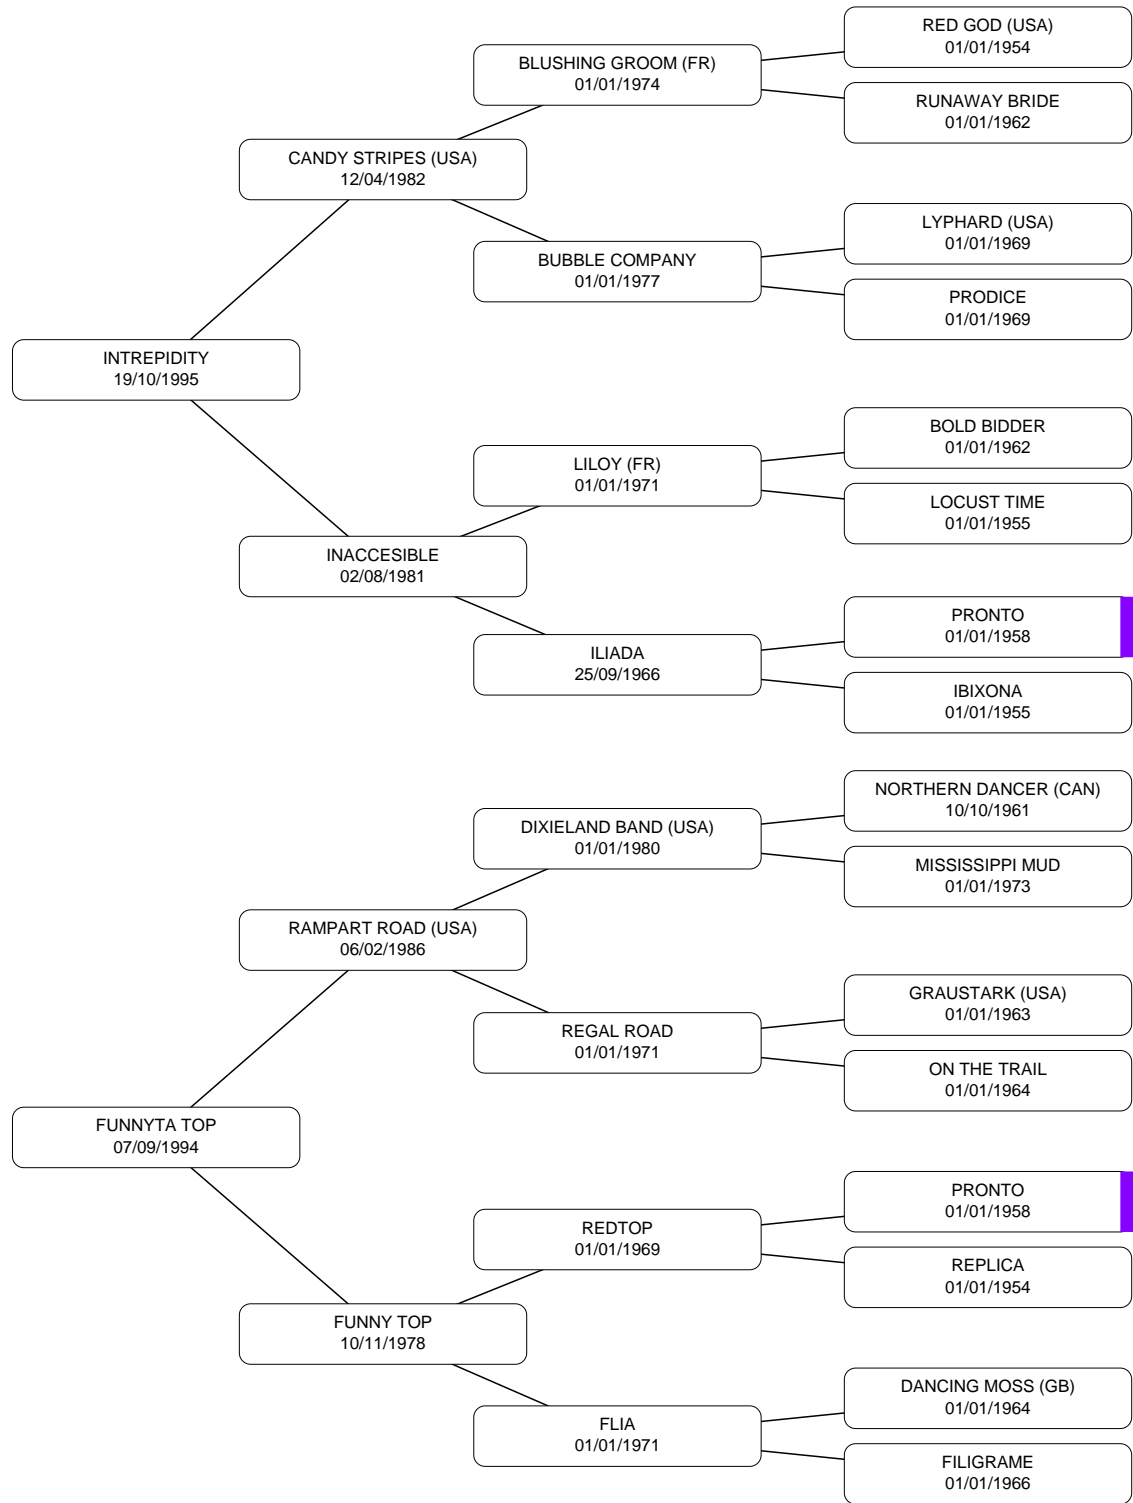 RED GOD (USA)
01/01/1954
BLUSHING GROOM (FR)
01/01/1974
RUNAWAY BRIDE
01/01/1962
CANDY STRIPES (USA)
12/04/1982
LYPHARD (USA)
01/01/1969
BUBBLE COMPANY
01/01/1977
PRODICE
01/01/1969
INTREPIDITY
19/10/1995
BOLD BIDDER
01/01/1962
LILOY (FR)
01/01/1971
LOCUST TIME
01/01/1955
INACCESIBLE
02/08/1981
PRONTO
01/01/1958
ILIADA
25/09/1966
IBIXONA
01/01/1955
NORTHERN DANCER (CAN)
10/10/1961
DIXIELAND BAND (USA)
01/01/1980
MISSISSIPPI MUD
01/01/1973
RAMPART ROAD (USA)
06/02/1986
GRAUSTARK (USA)
01/01/1963
REGAL ROAD
01/01/1971
ON THE TRAIL
01/01/1964
FUNNYTA TOP
07/09/1994
PRONTO
01/01/1958
REDTOP
01/01/1969
REPLICA
01/01/1954
FUNNY TOP
10/11/1978
DANCING MOSS (GB)
01/01/1964
FLIA
01/01/1971
FILIGRAME
01/01/1966